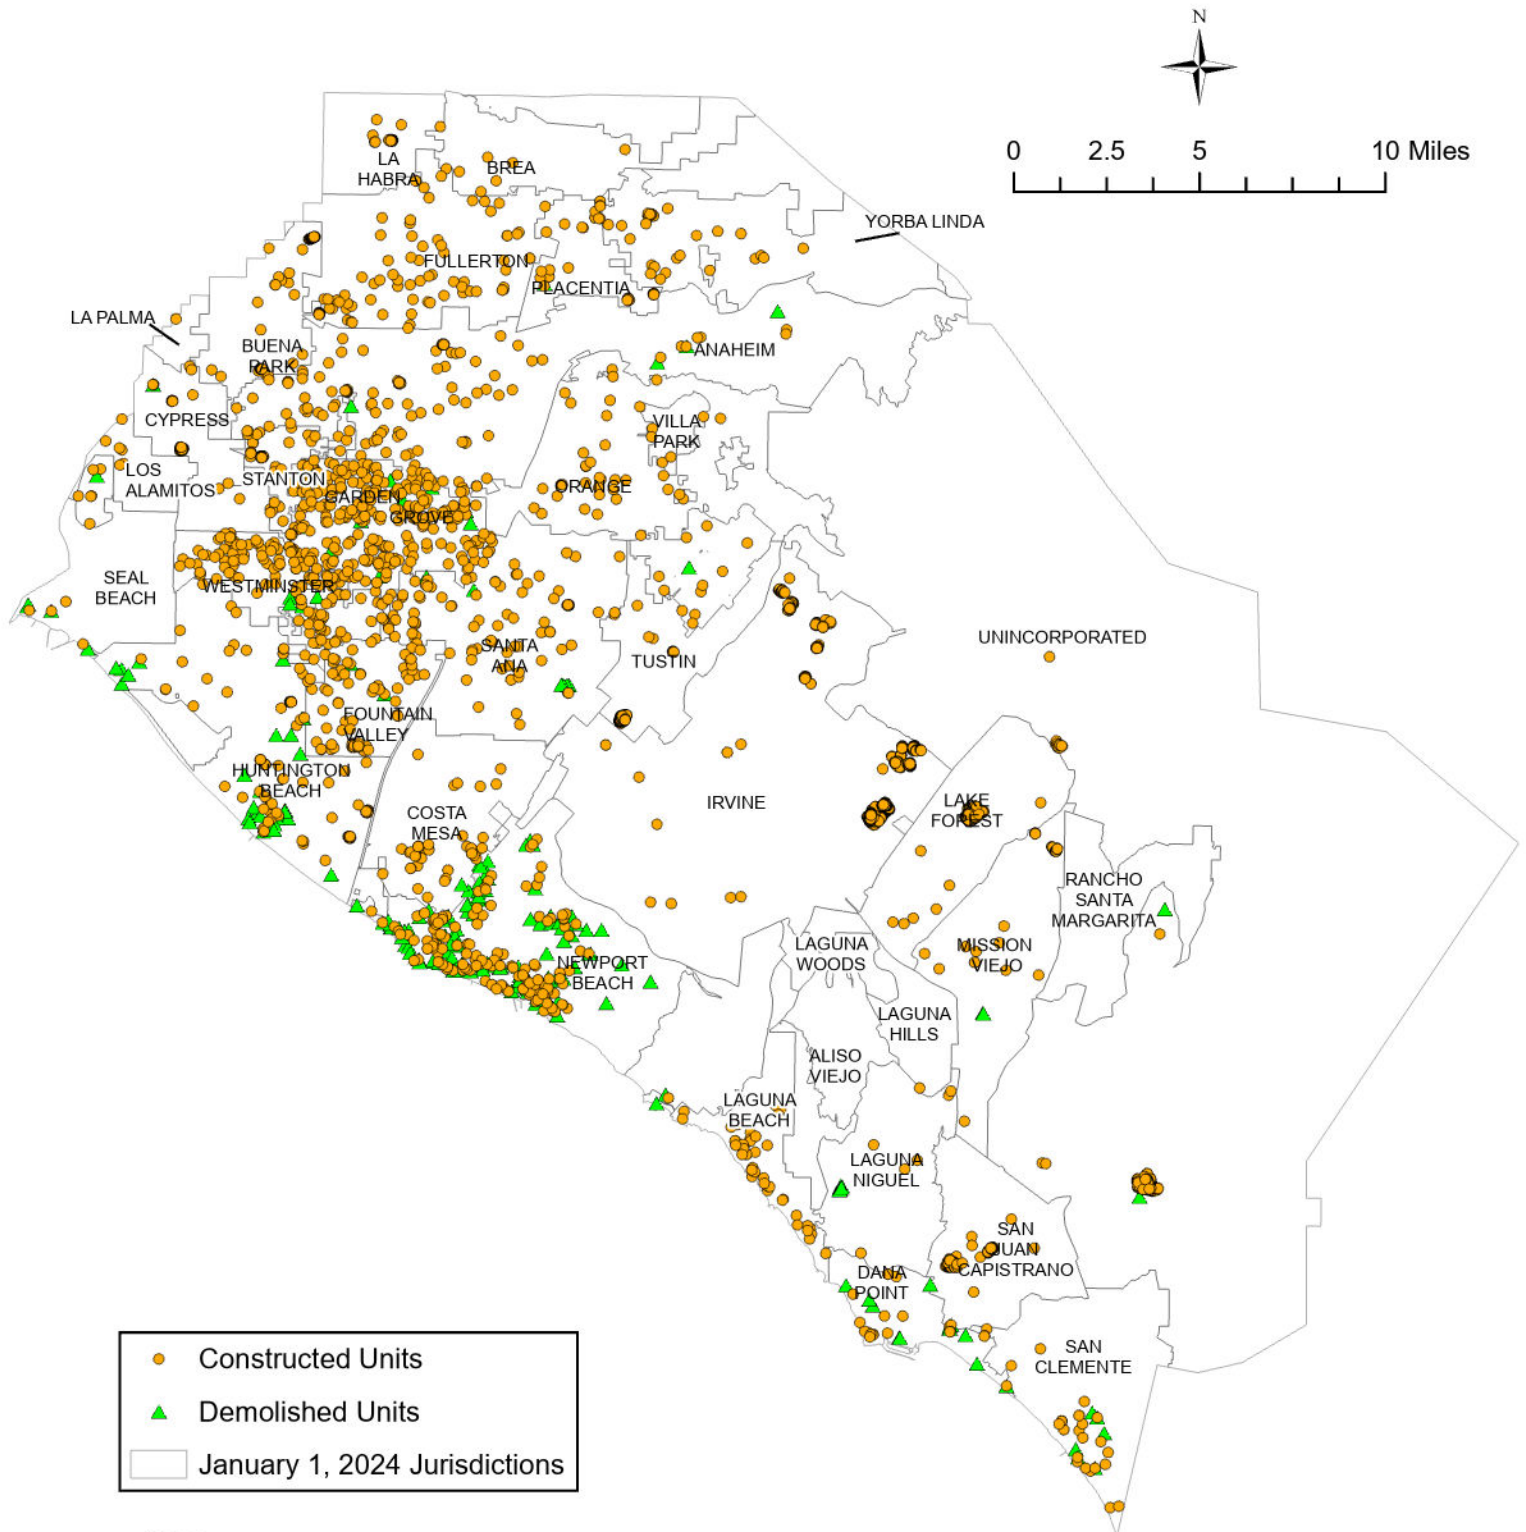 N
0 2.5 5 10 Miles
LA
HABRA
BREA
YORBA LINDA
FULLERTON
PLACENTIA
LA PALMA
BUENA
PARK
ANAHEIM
CYPRESS
VILLA
PARK
LOS
ALAMITOS
STANTON
GARDEN
GROVE
ORANGE
SEAL
BEACH
WESTMINSTER
SANTA
ANA
TUSTIN
UNINCORPORATED
FOUNTAIN
VALLEY
HUNTINGTON
BEACH
COSTA
MESA
IRVINE
LAKE
FOREST
RANCHO
SANTA
MARGARITA
LAGUNA
WOODS
MISSION
VIEJO
NEWPORT
BEACH
LAGUNA
HILLS
ALISO
VIEJO
LAGUNA
BEACH
LAGUNA
NIGUEL
SAN
JUAN
CAPISTRANO
DANA
POINT
SAN
CLEMENTE
Constructed Units
Demolished Units
January 1, 2024 Jurisdictions